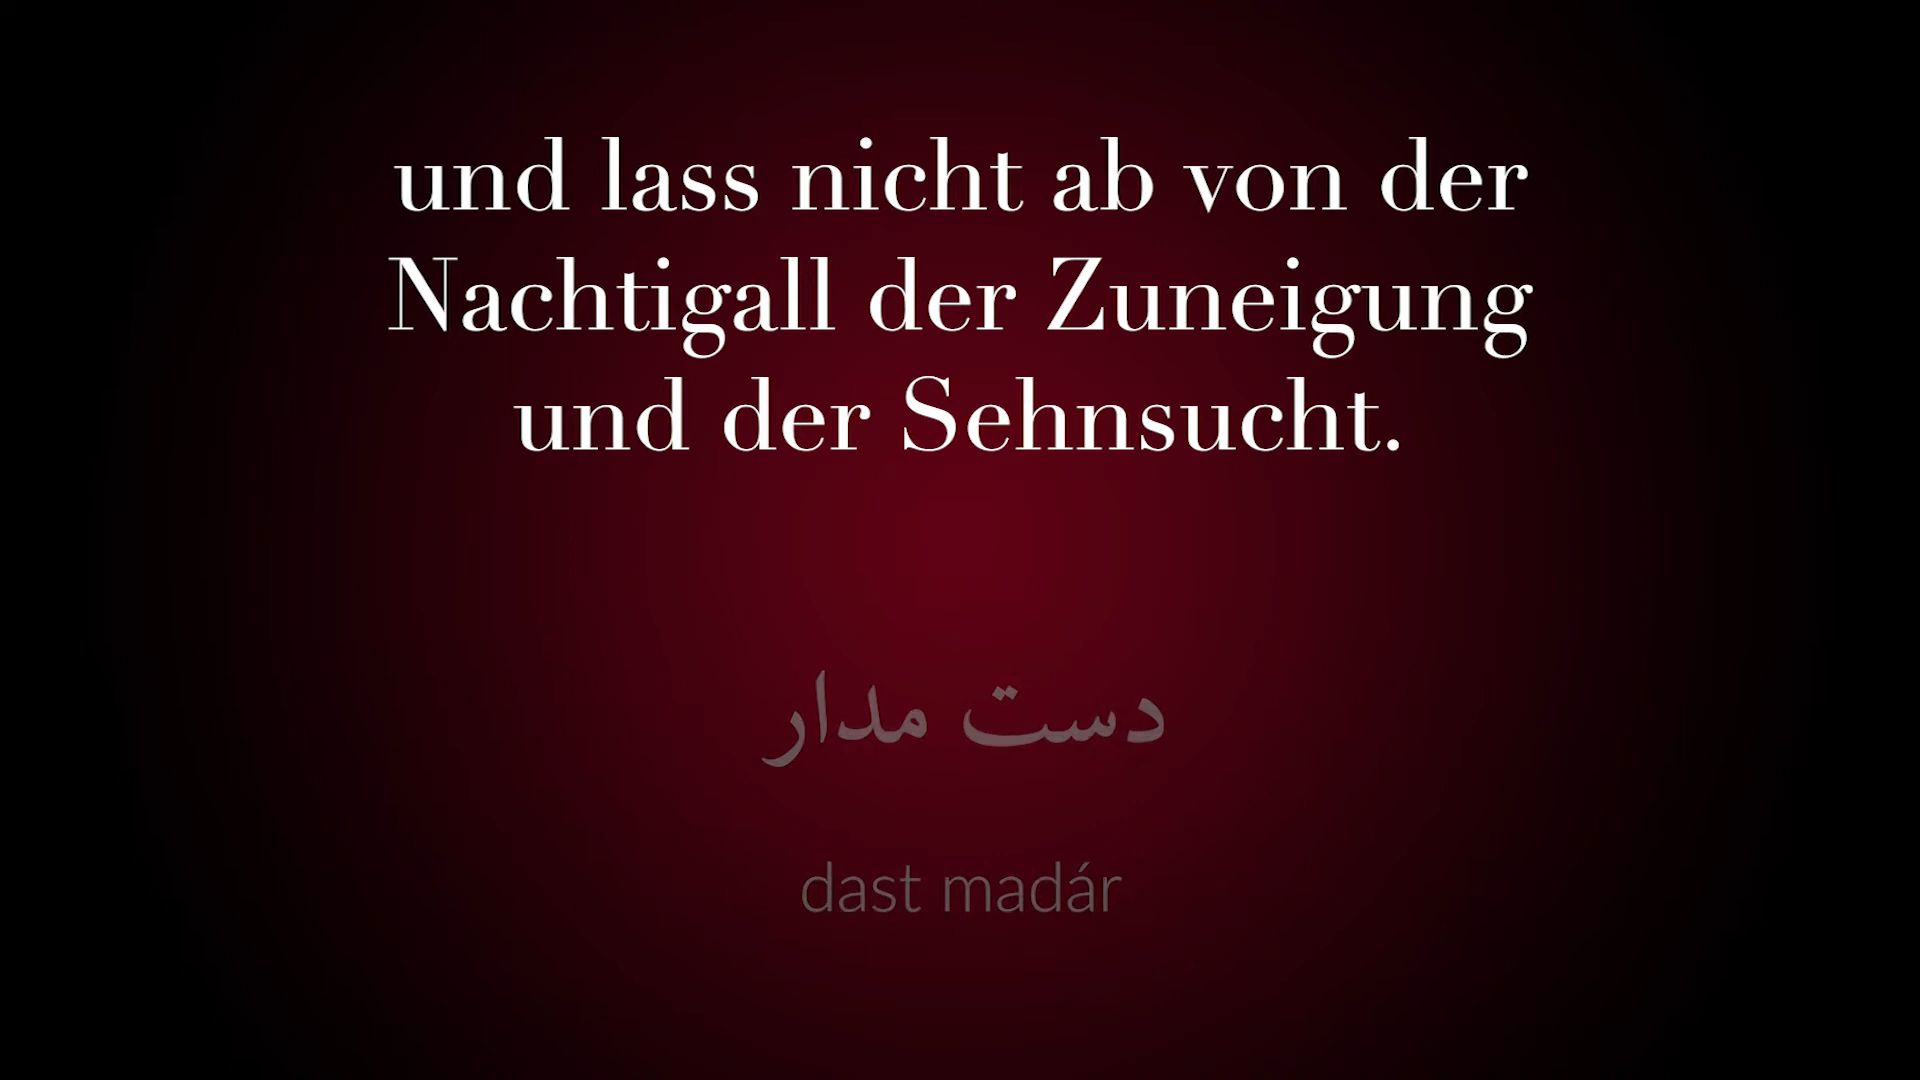 und lass nicht ab von der
Nachtigall der Zuneigung
und der Sehnsucht.
دست مدار
dast madár